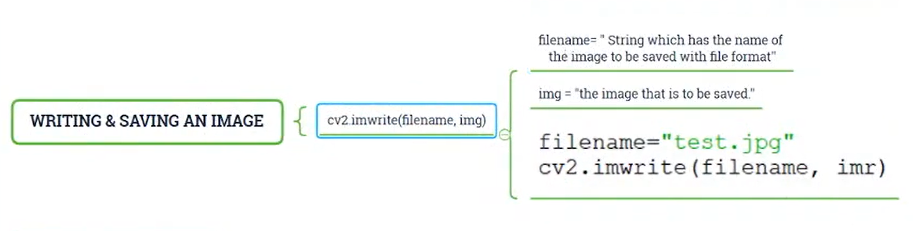 WRITING & SAVING AN IMAGE
cv2.imwrite(filename, img)
filename= " String which has the name of
the image to be saved with file format"
img = "the image that is to be saved."
filename="test.jpg"
cv2.imwrite(filename, imr)